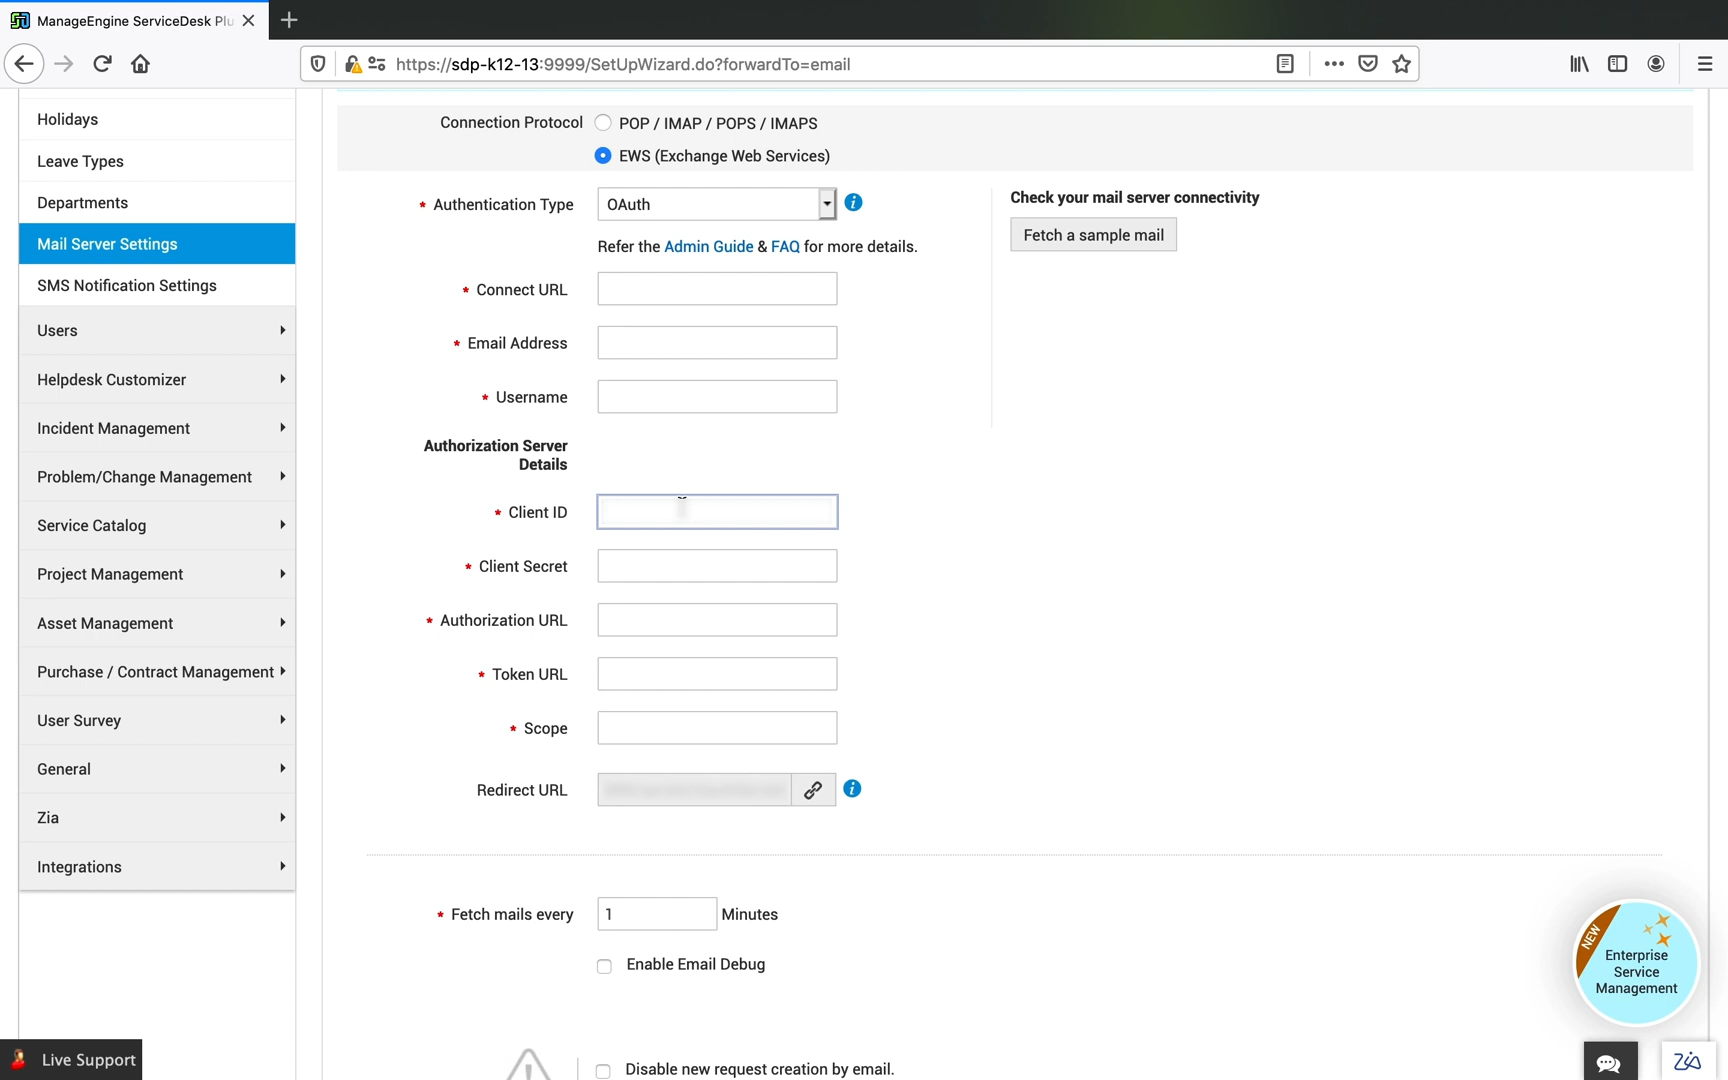 ManageEngine ServiceDesk Plu
https://sdp-k12-13:9999/SetUpWizard.do?forwardTo=email
Holidays
Leave Types
Departments
Mail Server Settings
SMS Notification Settings
Users
Helpdesk Customizer
Incident Management
Problem/Change Management
Service Catalog
Project Management
Asset Management
Purchase / Contract Management
User Survey
General
Zia
Integrations
Connection Protocol POP / IMAP / POPS / IMAPS
EWS (Exchange Web Services)
* Authentication Type OAuth
Refer the Admin Guide & FAQ for more details.
* Connect URL
* Email Address
* Username
Authorization Server
Details
* Client ID
* Client Secret
* Authorization URL
* Token URL
* Scope
Redirect URL
Check your mail server connectivity
Fetch a sample mail
* Fetch mails every 1 Minutes
Enable Email Debug
Disable new request creation by email.
NEW
Enterprise
Service
Management
Live Support
Zia